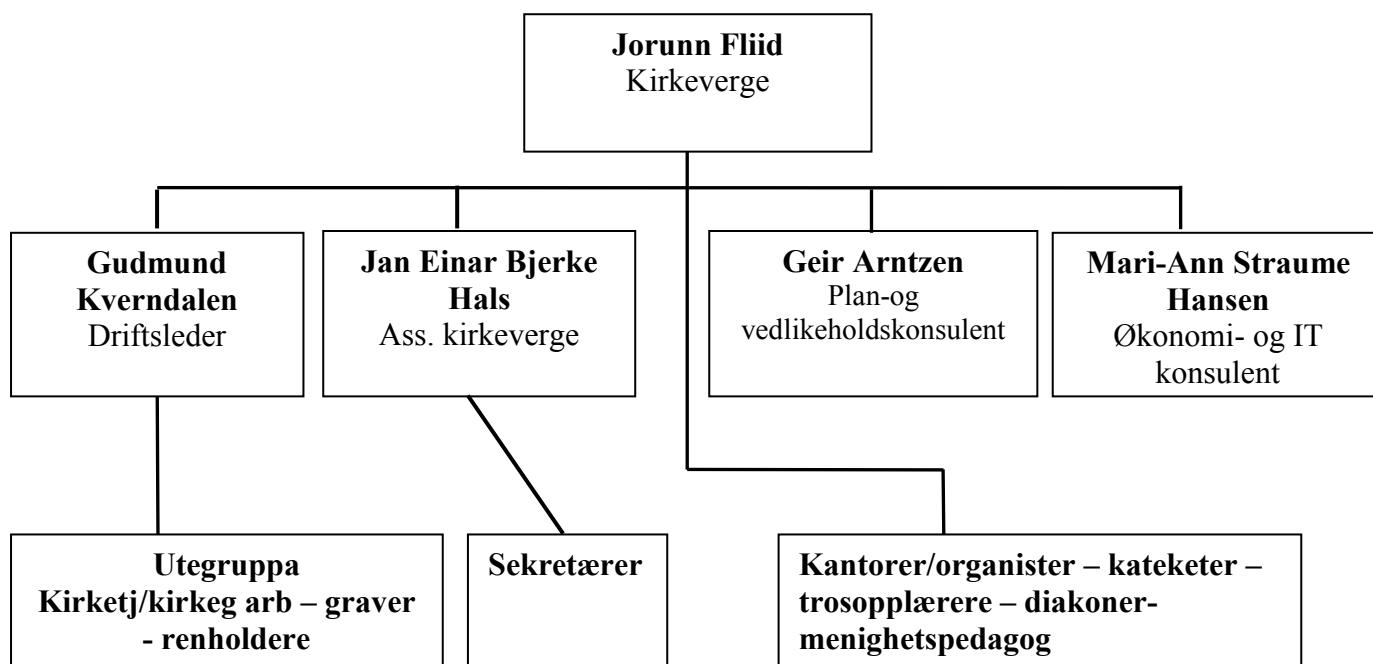 Jorunn Fliid
Kirkeverge
Gudmund
Kverndalen
Driftsleder
Jan Einar Bjerke
Hals
Ass. kirkeverge
Geir Arntzen
Plan-og
vedlikeholdskonsulent
Mari-Ann Straume
Hansen
Økonomi- og IT
konsulent
Utegruppa
Kirketj/kirkeg arb – graver
- renholdere
Sekretærer
Kantorer/organister – kateketer –
trosopplærere – diakoner-
menighetspedagog